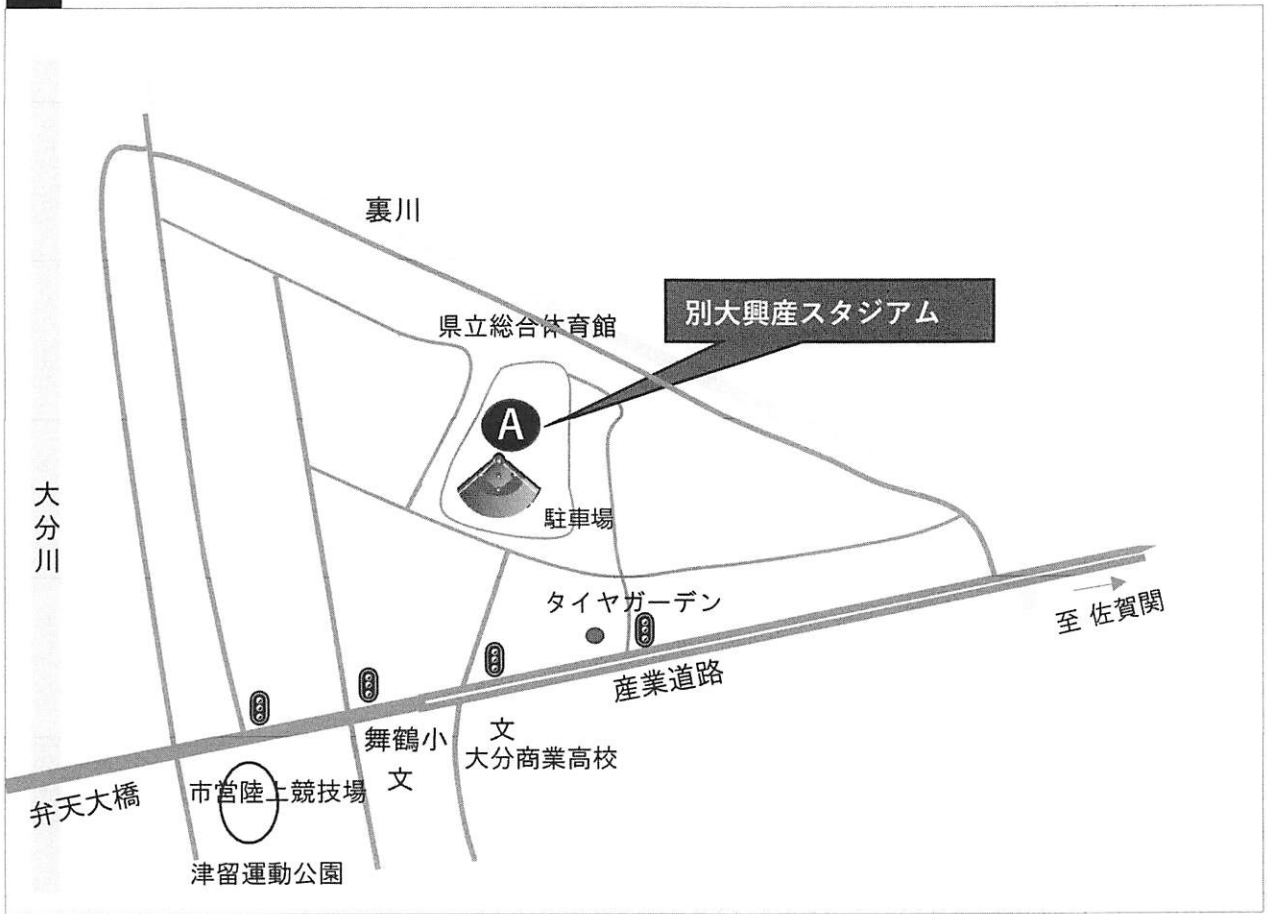 裏川
別大興産スタジアム
県立総合体育館
A
大分川
駐車場
タイヤガーデン
至 佐賀関
産業道路
舞鶴小
文
文
大分商業高校
弁天大橋
市営陸上競技場
津留運動公園